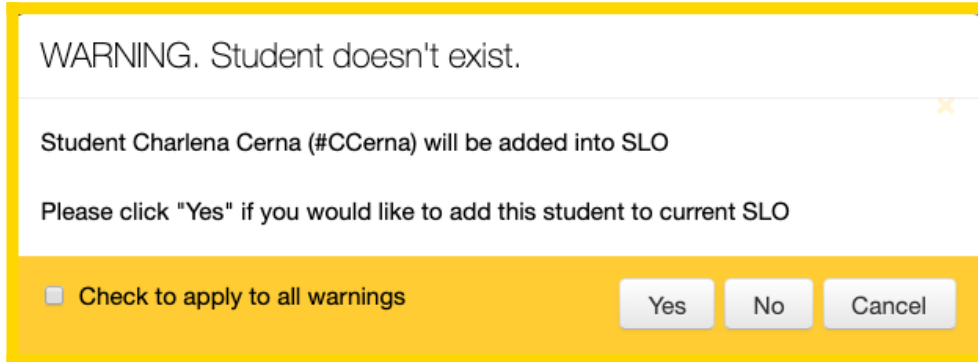 WARNING. Student doesn't exist.
Student Charlena Cerna (#CCerna) will be added into SLO
Please click "Yes" if you would like to add this student to current SLO
Check to apply to all warnings
Yes
No
Cancel